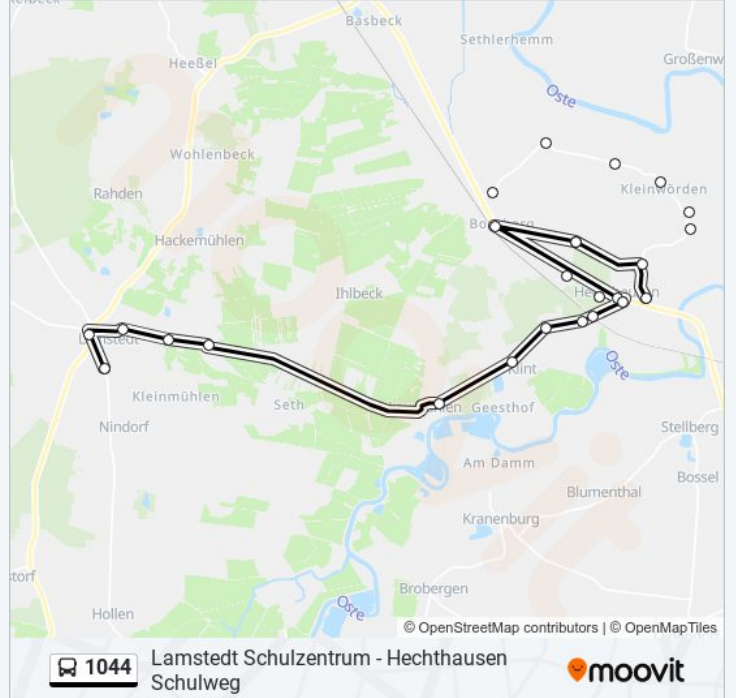 Basbeck
Sethlerhemm
Heeßel
Großenw
Oste
Wohlenbeck
Kleinwörden
Rahden
Hackemühlen
Ihlbeck
Oste
Klint
Kleinmühlen
Seth
Geesthof
Nindorf
Stellberg
Am Damm
Bossel
Blumenthal
Kranenburg
storf
Brobergen
Oste
Hollen
© OpenStreetMap contributors | © OpenMapTiles
1044
Lamstedt Schulzentrum - Hechthausen
Schulweg
moovit